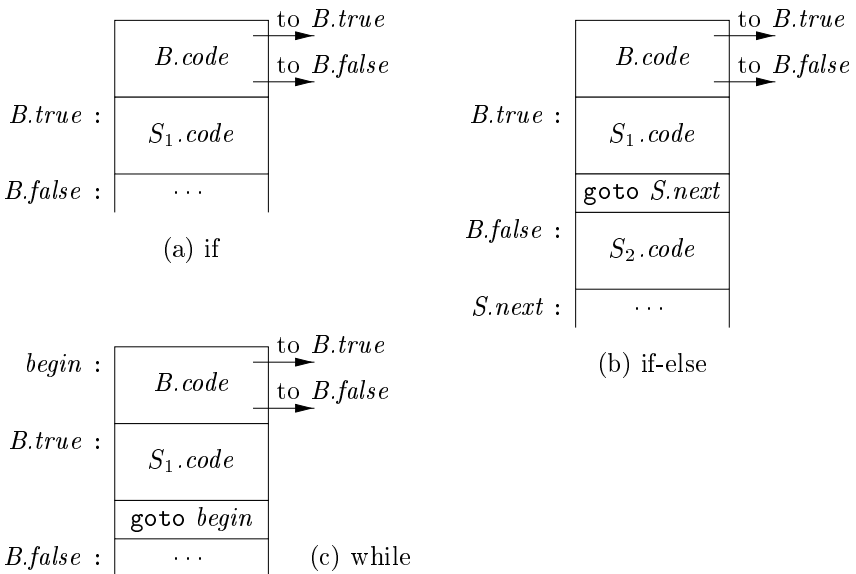 to B.true
B.code
to B.false
B.true :
S₁.code
B.false :
· · ·
(a) if
to B.true
B.code
to B.false
B.true :
S₁.code
goto S.next
B.false :
S₂.code
S.next :
· · ·
(b) if-else
begin :
to B.true
B.code
to B.false
B.true :
S₁.code
goto begin
B.false :
· · ·
(c) while